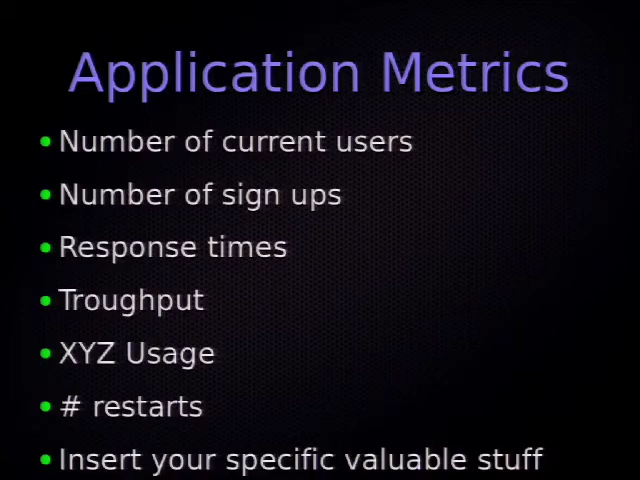 Application Metrics
Number of current users
Number of sign ups
Response times
Troughput
XYZ Usage
# restarts
Insert your specific valuable stuff